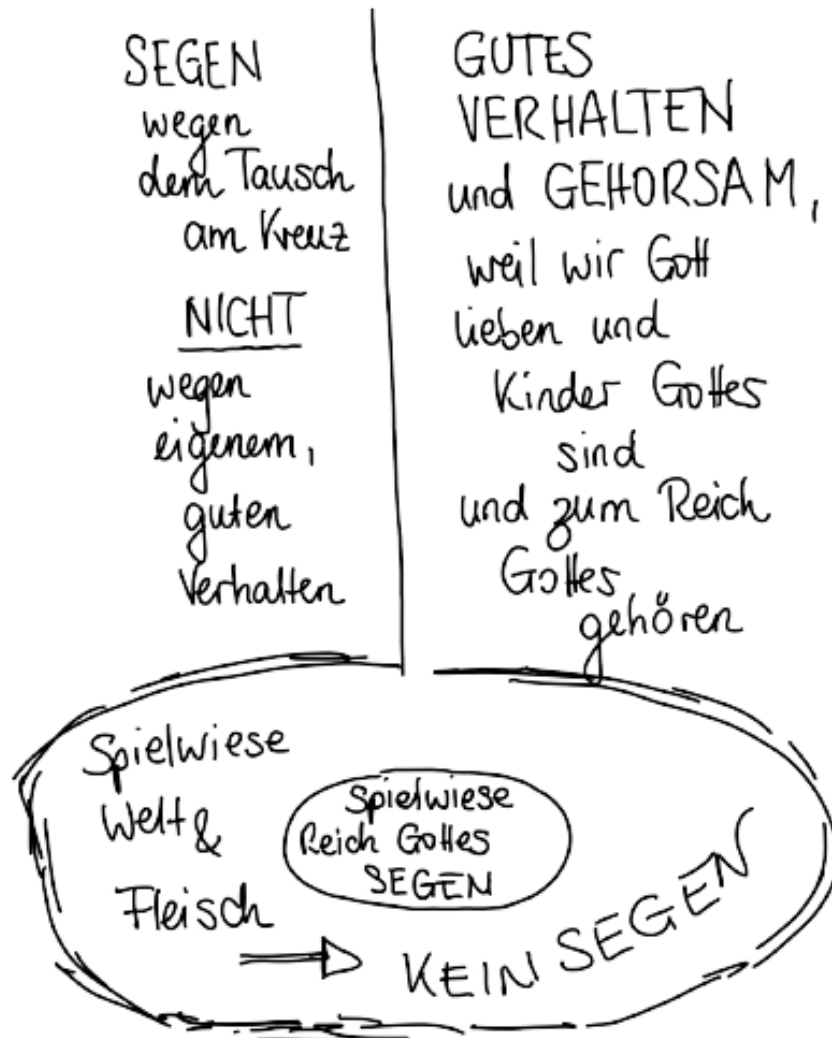 SEGEN
wegen
dem Tausch
am Kreuz
NICHT
wegen
eigenem,
guten
Verhalten
GUTES
VERHALTEN
und GEHORSAM,
weil wir Gott
lieben und
Kinder Gottes
sind
und zum Reich
Gottes
gehören
Spielwiese
Welt &
Fleisch
KEIN SEGEN
Spielwiese
Reich Gottes
SEGEN